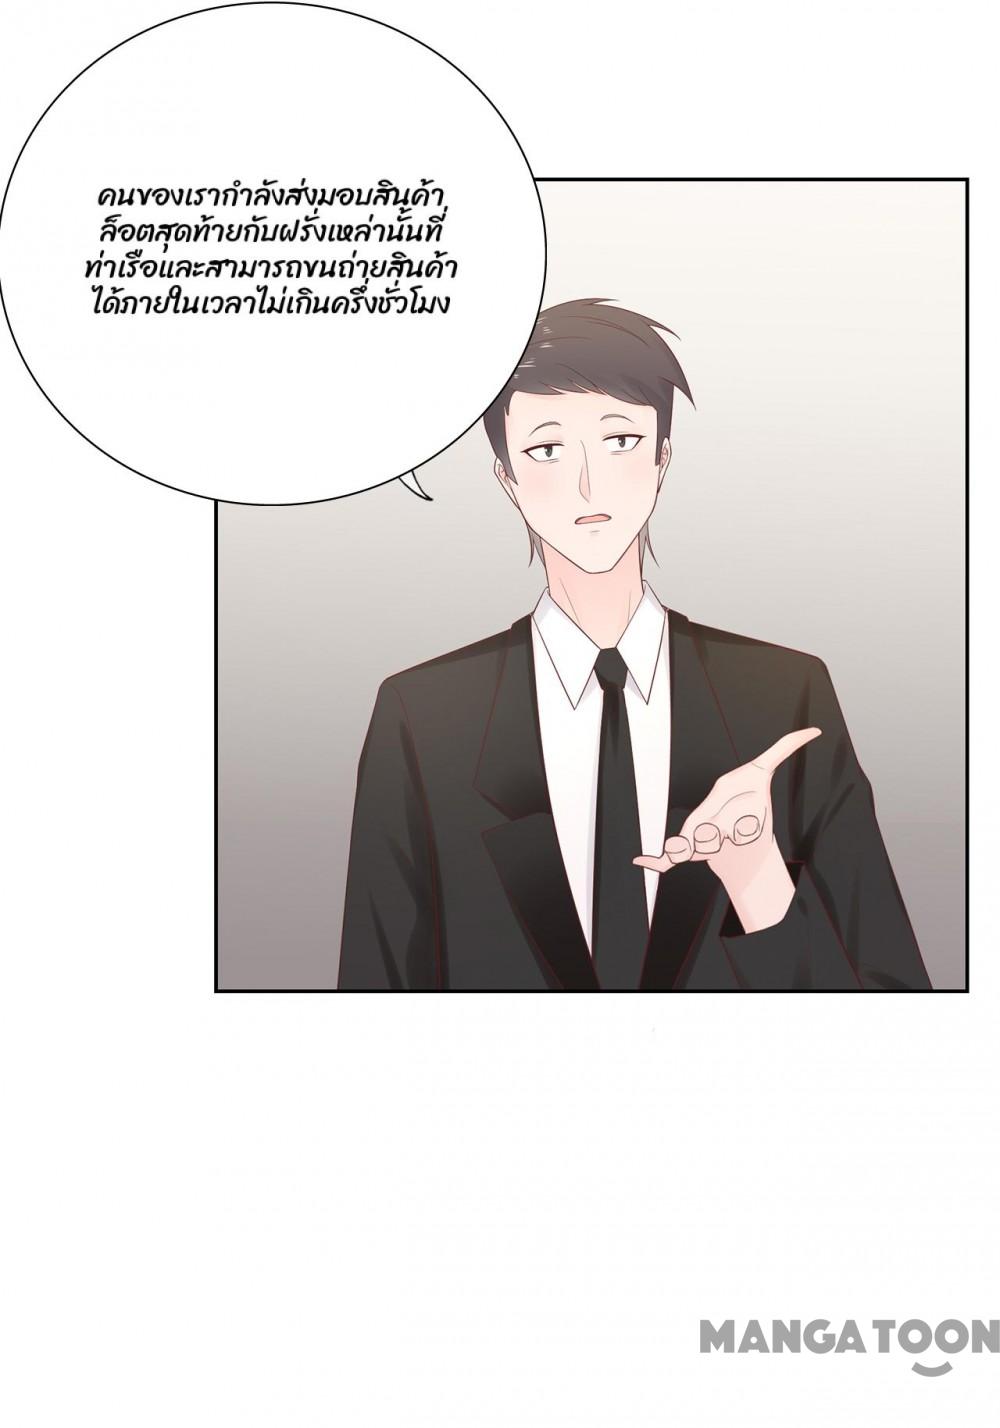 คนของเรากำลังส่งมอบสินค้า
ล็อตสุดท้ายกับฝรั่งเหล่านั้นที่
ท่าเรือและสามารถขนถ่ายสินค้า
ได้ภายในเวลาไม่เกินครึ่งชั่วโมง
MANGATOON